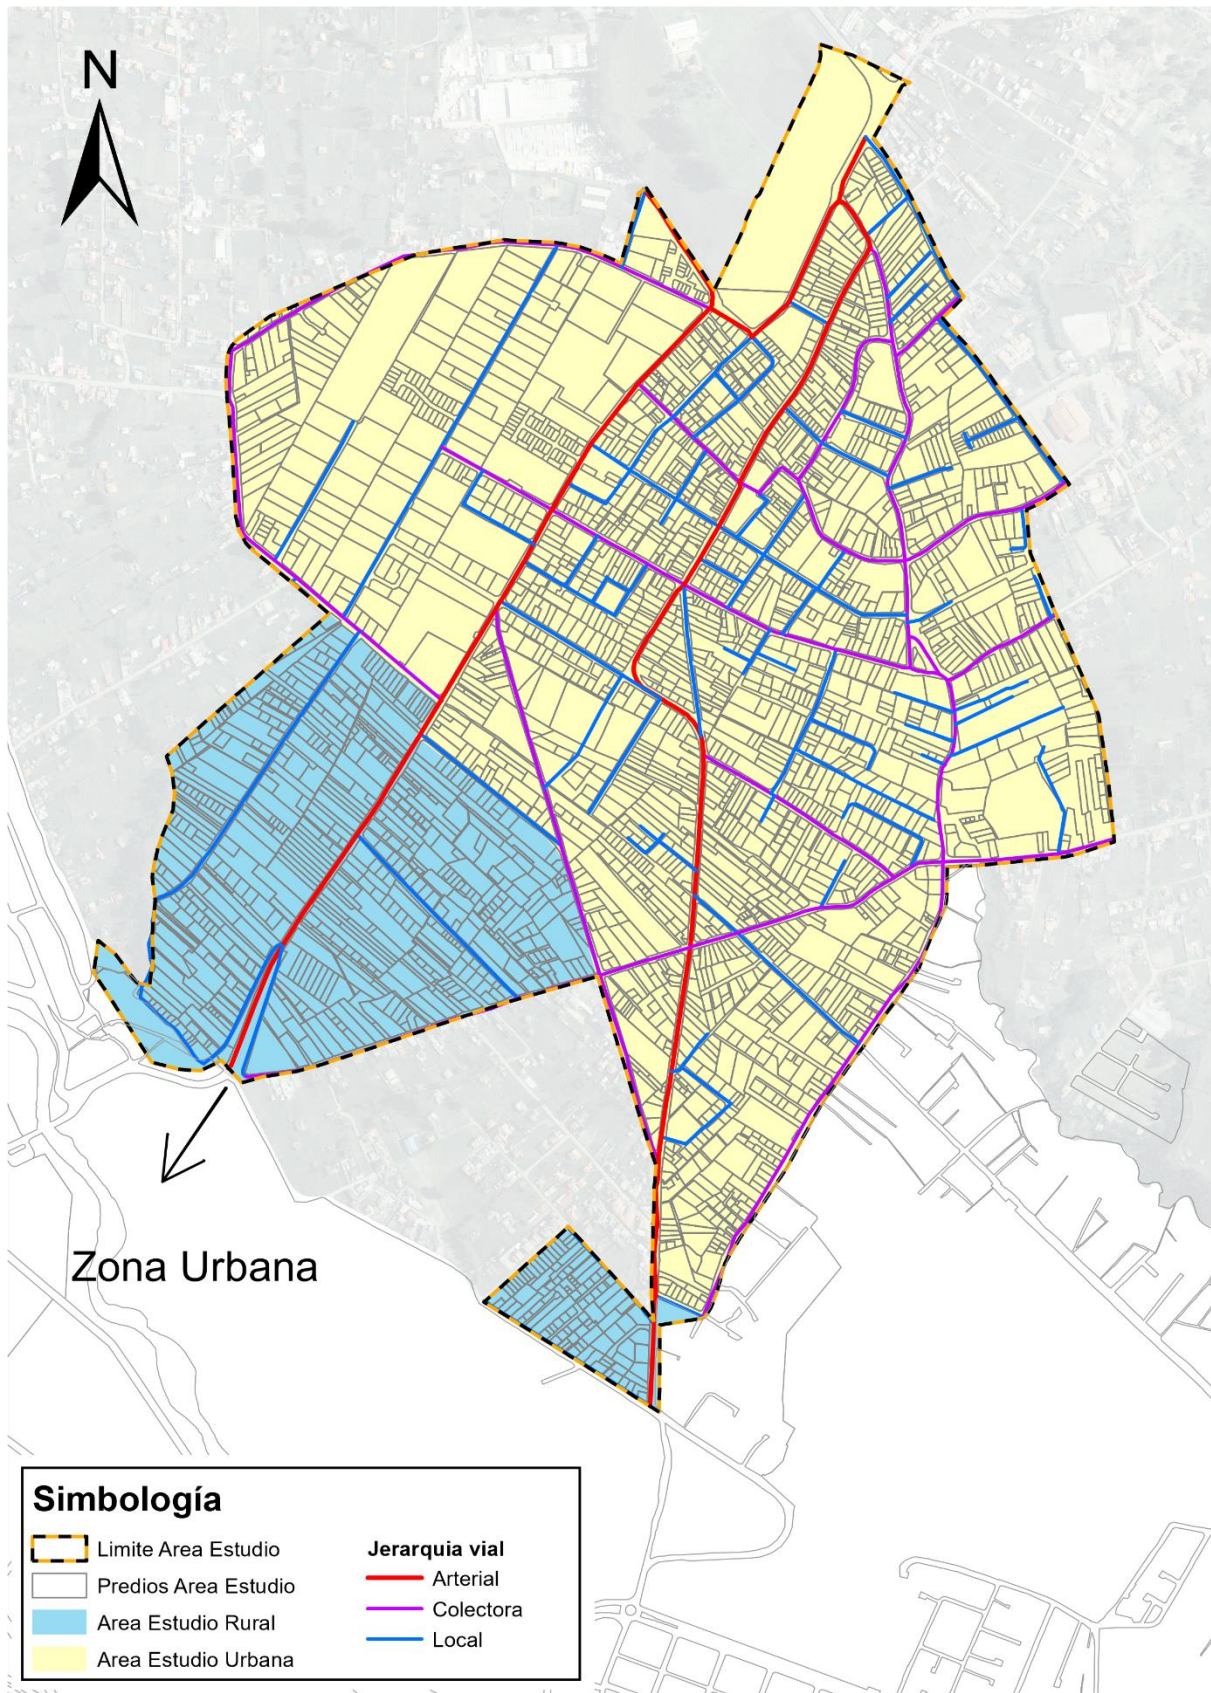 N
Zona Urbana
Simbología
Limite Area Estudio
Predios Area Estudio
Area Estudio Rural
Area Estudio Urbana
Jerarquia vial
Arterial
Colectora
Local